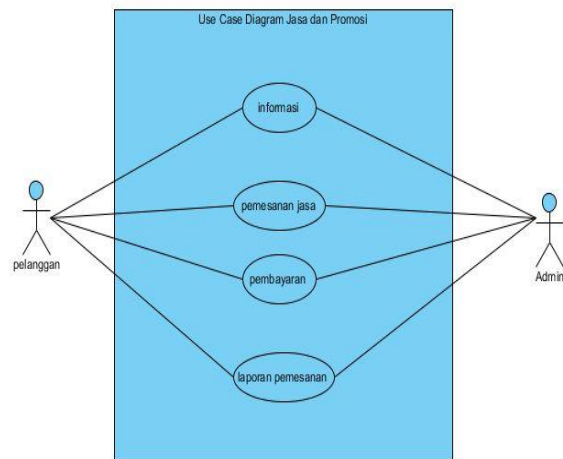 Use Case Diagram Jasa dan Promosi
informasi
pemesanan jasa
pelanggan
Admin
pembayaran
laporan pemesanan